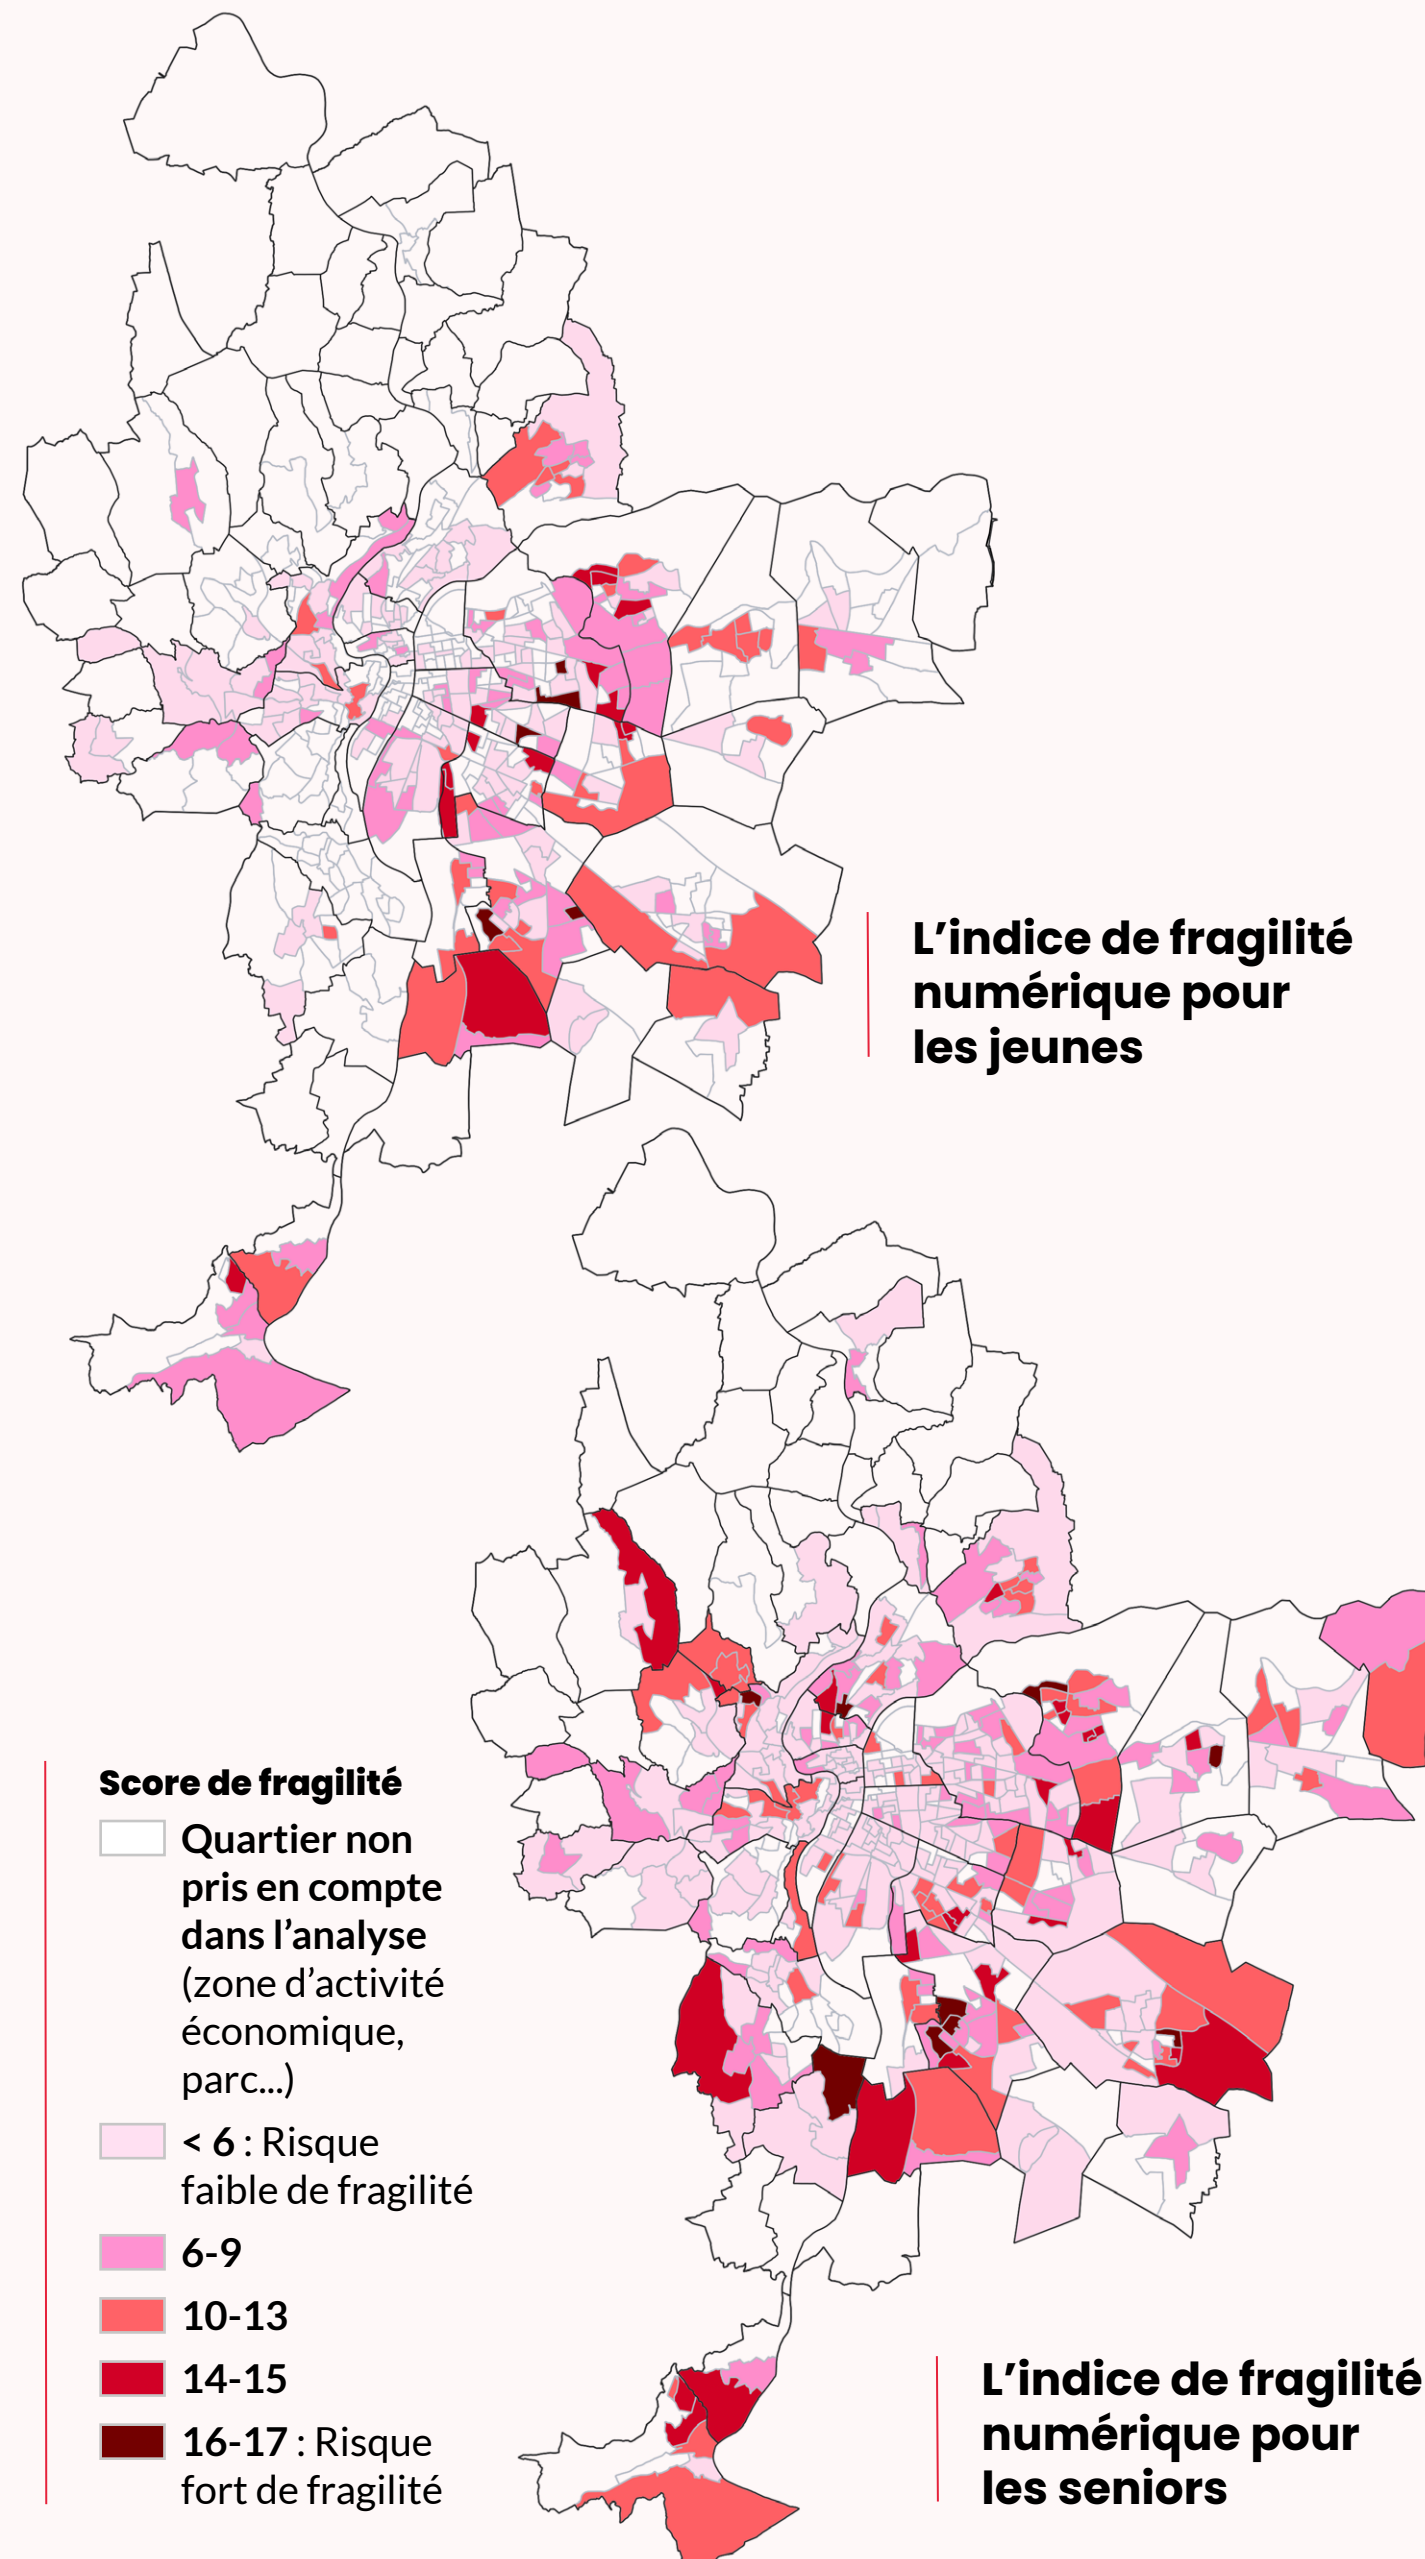 L’indice de fragilité
numérique pour
les jeunes
Score de fragilité
Quartier non
pris en compte
dans l’analyse
(zone d’activité
économique,
parc...)
< 6 : Risque
faible de fragilité
6-9
10-13
14-15
16-17 : Risque
fort de fragilité
L’indice de fragilité
numérique pour
les seniors